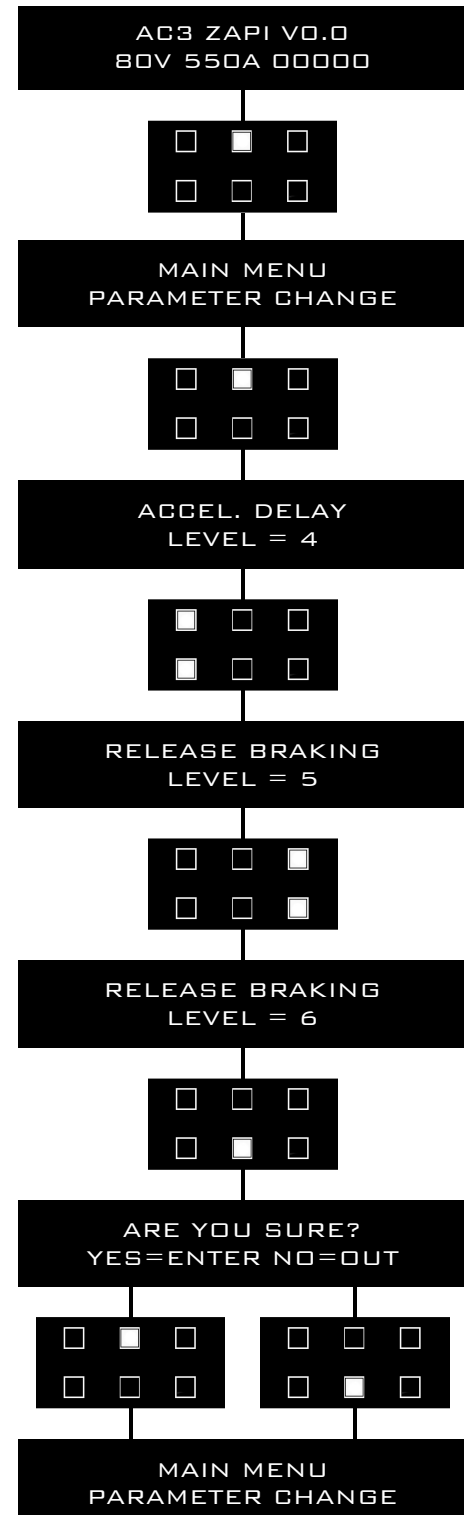 AC3 ZAPI V0.0
80V 550A 00000
MAIN MENU
PARAMETER CHANGE
ACCEL. DELAY
LEVEL = 4
RELEASE BRAKING
LEVEL = 5
RELEASE BRAKING
LEVEL = 6
ARE YOU SURE?
YES=ENTER NO=OUT
MAIN MENU
PARAMETER CHANGE